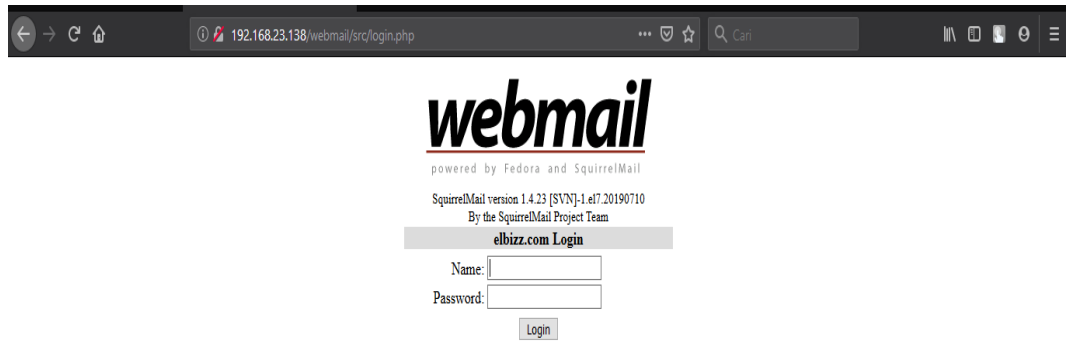 192.168.23.138/webmail/src/login.php
Cari
webmail
powered by Fedora and SquirrelMail
SquirrelMail version 1.4.23 [SVN]-1.el7.20190710
By the SquirrelMail Project Team
elbizz.com Login
Name:
Password:
Login